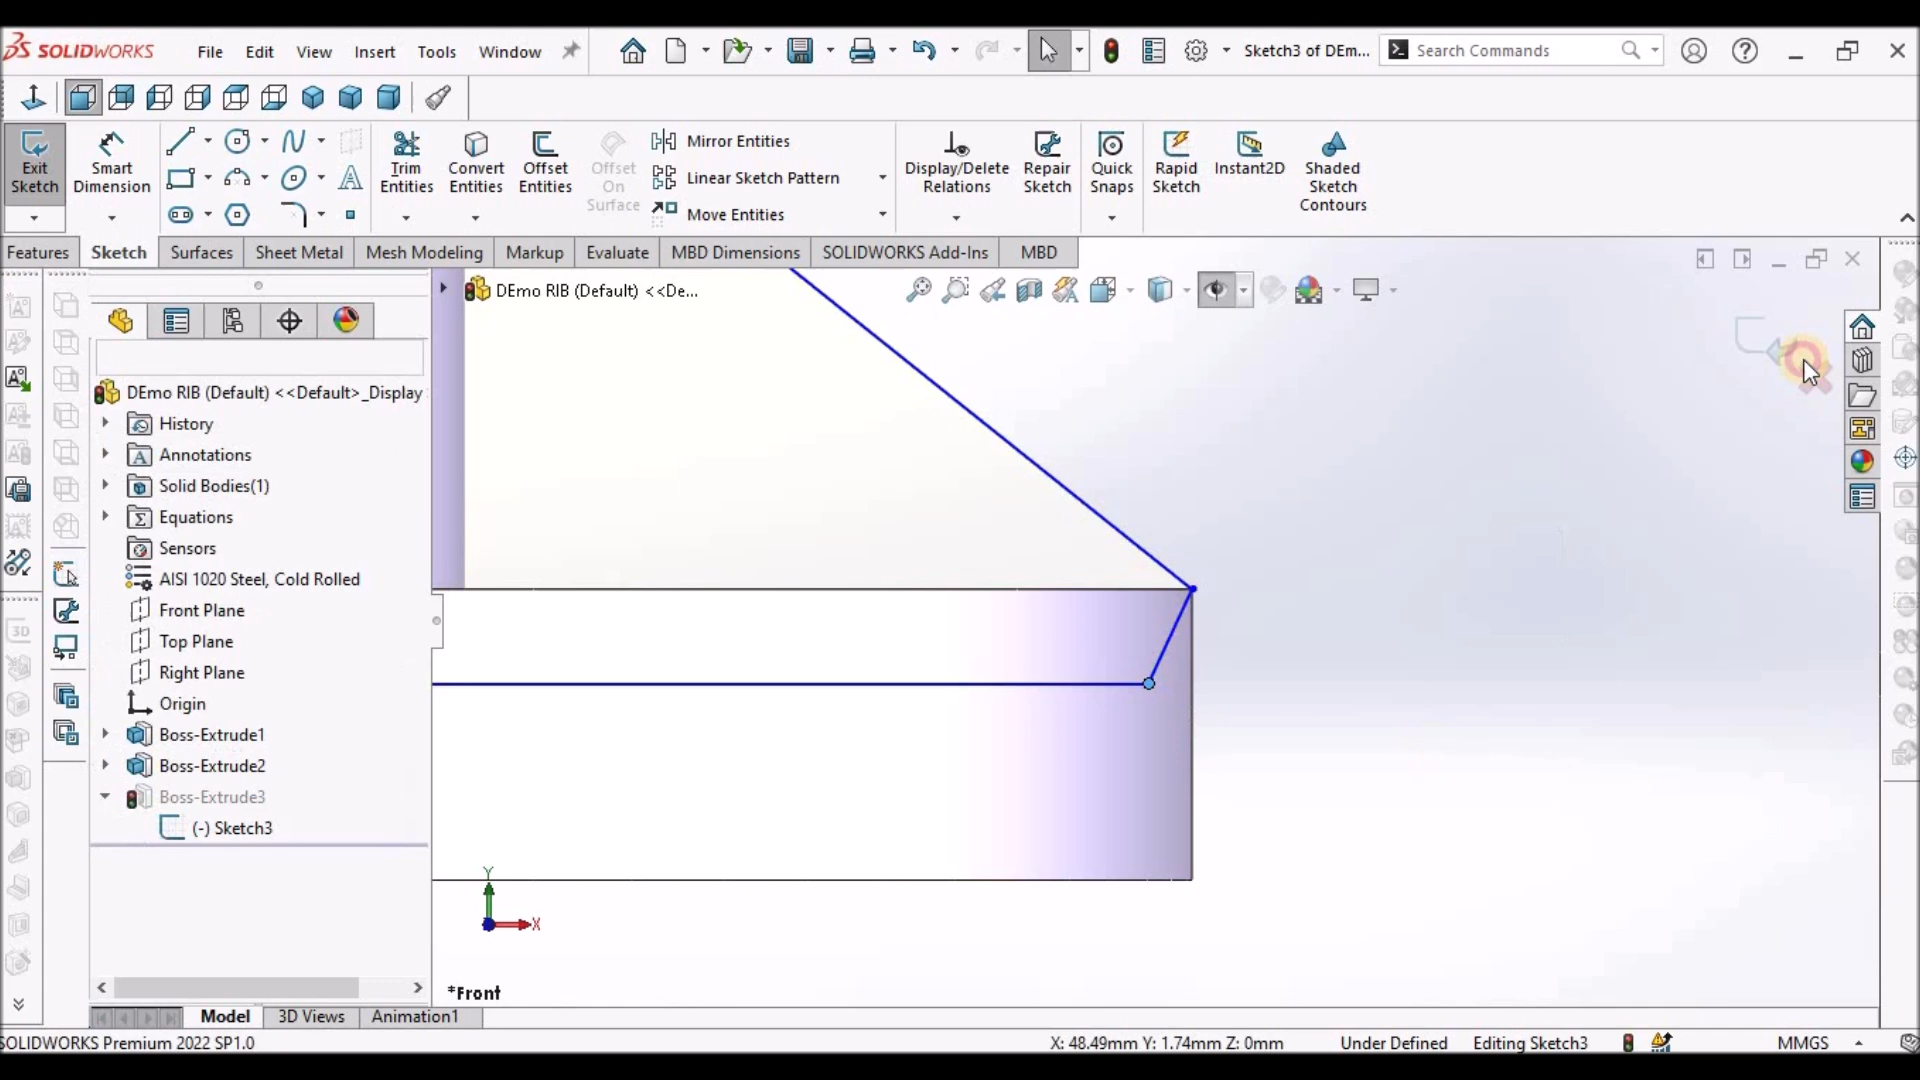 SOLIDWORKS
File Edit View Insert Tools Window
Sketch3 of DEm...
Search Commands
Exit Sketch
Smart Dimension
Trim Entities
Convert Entities
Offset Entities
Offset On Surface
Mirror Entities
Linear Sketch Pattern
Move Entities
Display/Delete Relations
Repair Sketch
Quick Snaps
Rapid Sketch
Instant2D
Shaded Sketch Contours
Features Sketch Surfaces Sheet Metal Mesh Modeling Markup Evaluate MBD Dimensions SOLIDWORKS Add-Ins MBD
DEmo RIB (Default) <<De...
DEmo RIB (Default) <<Default>_Display
History
Annotations
Solid Bodies(1)
Equations
Sensors
AISI 1020 Steel, Cold Rolled
Front Plane
Top Plane
Right Plane
Origin
Boss-Extrude1
Boss-Extrude2
Boss-Extrude3
(-) Sketch3
3D
Y
X
*Front
Model 3D Views Animation1
SOLIDWORKS Premium 2022 SP1.0
X: 48.49mm Y: 1.74mm Z: 0mm
Under Defined
Editing Sketch3
MMGS